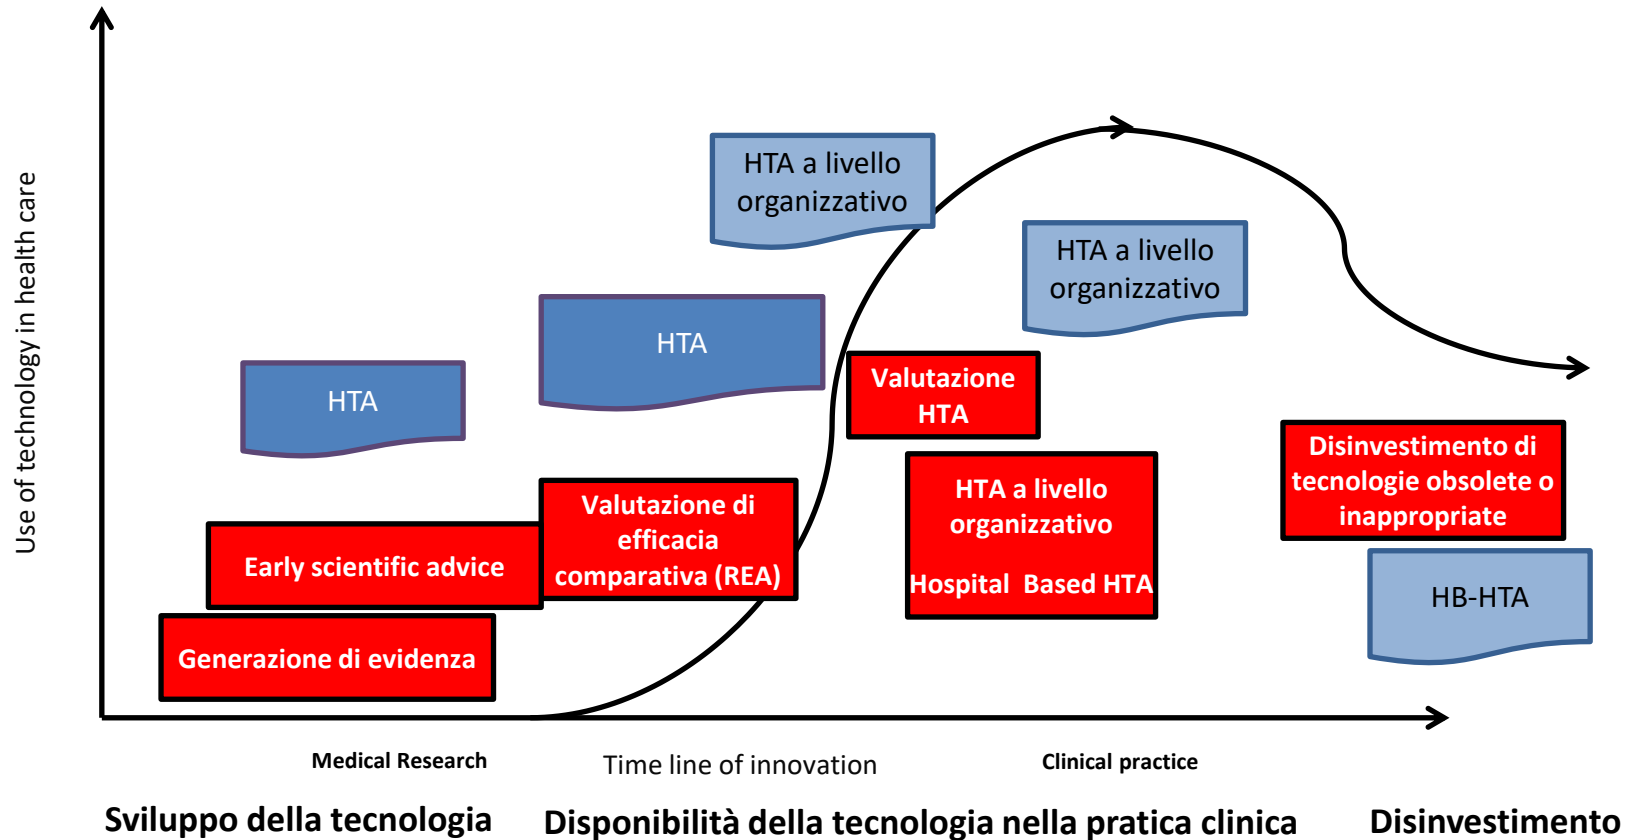 Use of technology in health care
HTA a livello
organizzativo
HTA a livello
organizzativo
HTA
HTA
Valutazione
HTA
Disinvestimento di
tecnologie obsolete o
inappropriate
Valutazione di
efficacia
comparativa (REA)
HTA a livello
organizzativo
Hospital Based HTA
Early scientific advice
HB-HTA
Generazione di evidenza
Medical Research
Time line of innovation
Clinical practice
Sviluppo della tecnologia
Disponibilità della tecnologia nella pratica clinica
Disinvestimento